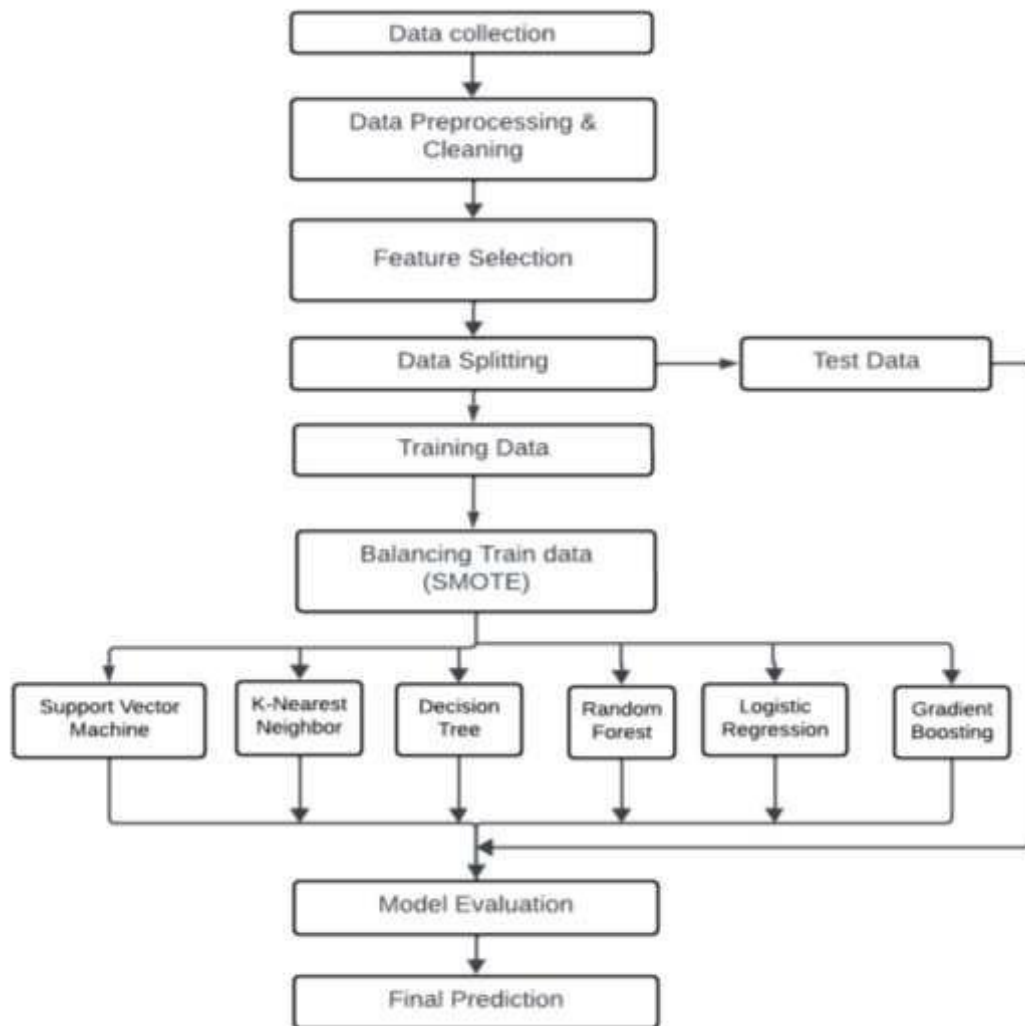 Data collection
Data Preprocessing &
Cleaning
Feature Selection
Data Splitting
Test Data
Training Data
Balancing Train data
(SMOTE)
Support Vector
Machine
K-Nearest
Neighbor
Decision
Tree
Random
Forest
Logistic
Regression
Gradient
Boosting
Model Evaluation
Final Prediction